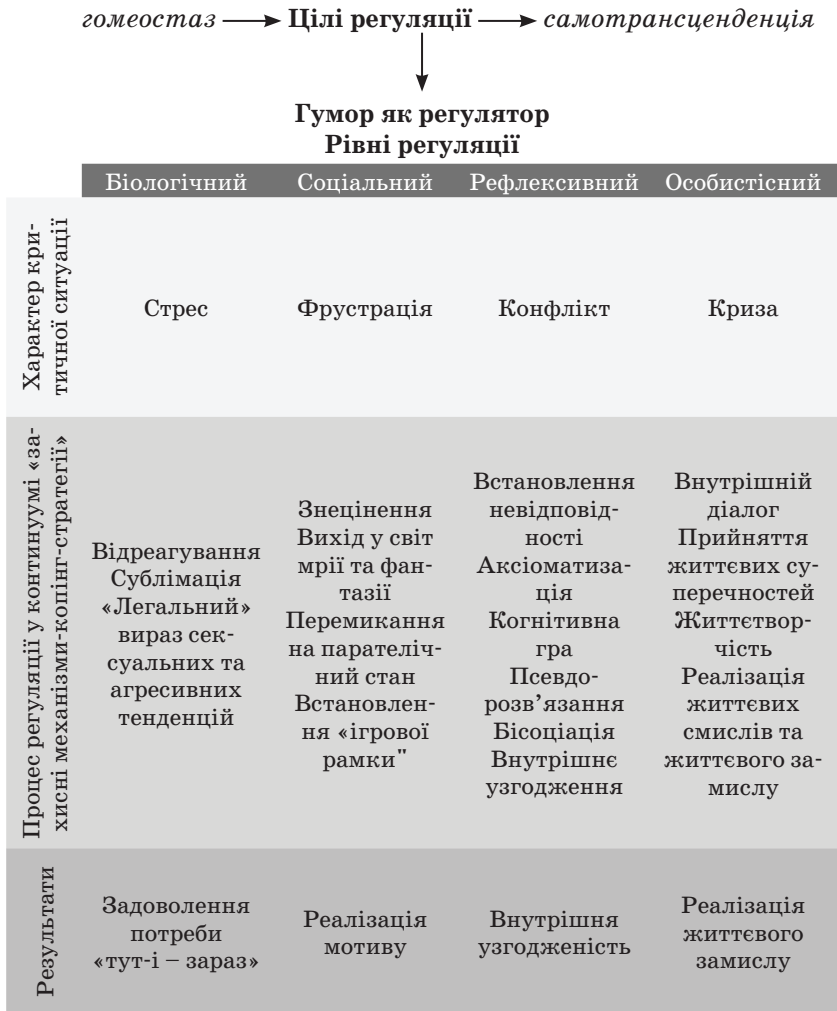 гомеостаз Цілі регуляції самотрансценденція
Гумор як регулятор
Рівні регуляції
Біологічний Соціальний Рефлексивний Особистісний
Характер кри-
тичної ситуації
Стрес Фрустрація Конфлікт Криза
Процес регуляції у континуумі «за-
хисні механізми-копінг-стратегії»
Відреагування
Сублімація
«Легальний»
вираз сек-
суальних та
агресивних
тенденцій
Знецінення
Вихід у світ
мрії та фан-
тазії
Перемикання
на парателіч-
ний стан
Встановлен-
ня «ігрової
рамки"
Встановлення
невідповід-
ності
Аксіоматиза-
ція
Когнітивна
гра
Псевдо-
розв’язання
Бісоціація
Внутрішнє
узгодження
Внутрішній
діалог
Прийняття
життєвих су-
перечностей
Життєтвор-
чість
Реалізація
життєвих
смислів та
життєвого за-
мислу
Результати
Задоволення
потреби
«тут-і – зараз»
Реалізація
мотиву
Внутрішня
узгодженість
Реалізація
життєвого
замислу